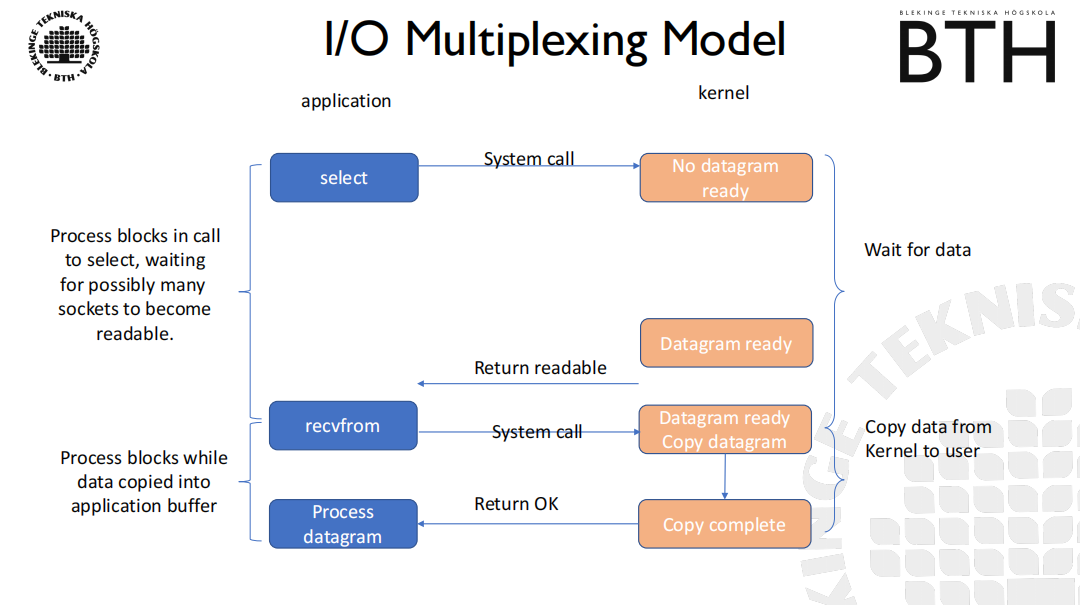 BLEKINGE TEKNISKA HÖGSKOLA
· BTH ·
I/O Multiplexing Model
BLEKINGE TEKNISKA HÖGSKOLA
BTH
application
kernel
select
System call
No datagram
ready
Process blocks in call
to select, waiting
for possibly many
sockets to become
readable.
Wait for data
Datagram ready
Return readable
recvfrom
System call
Datagram ready
Copy datagram
Copy data from
Kernel to user
Process blocks while
data copied into
application buffer
Return OK
Process
datagram
Copy complete
KINGE TEKNISK